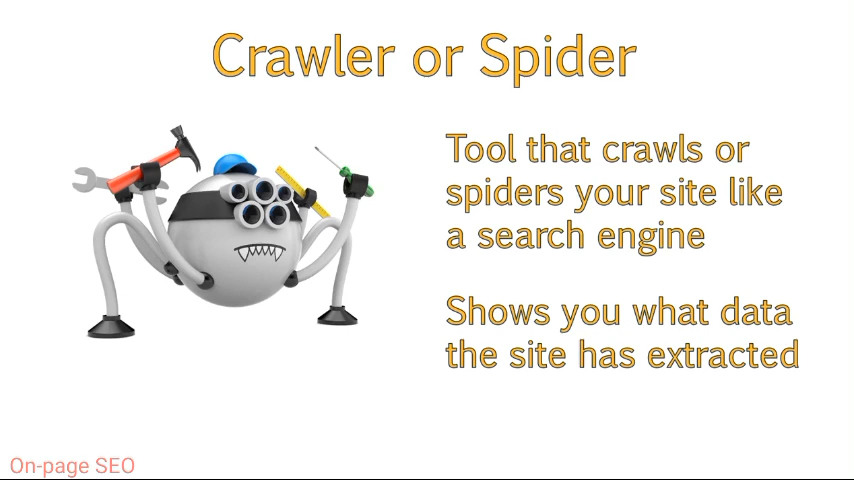 Crawler or Spider
Tool that crawls or
spiders your site like
a search engine
Shows you what data
the site has extracted
On-page SEO